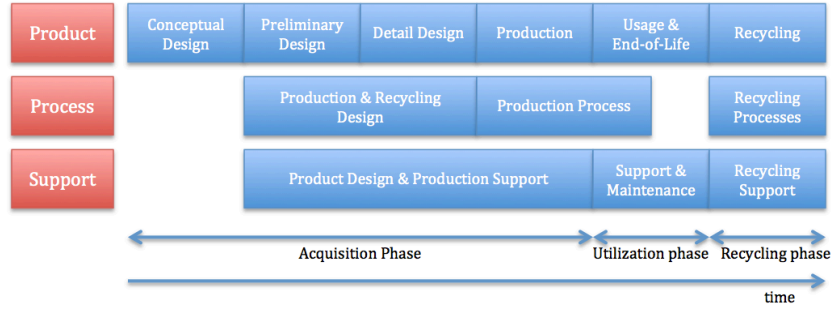 Product
Conceptual
Design
Preliminary
Design
Detail Design
Production
Usage &
End-of-Life
Recycling
Process
Production & Recycling
Design
Production Process
Recycling
Processes
Support
Product Design & Production Support
Support &
Maintenance
Recycling
Support
Acquisition Phase
Utilization phase
Recycling phase
time